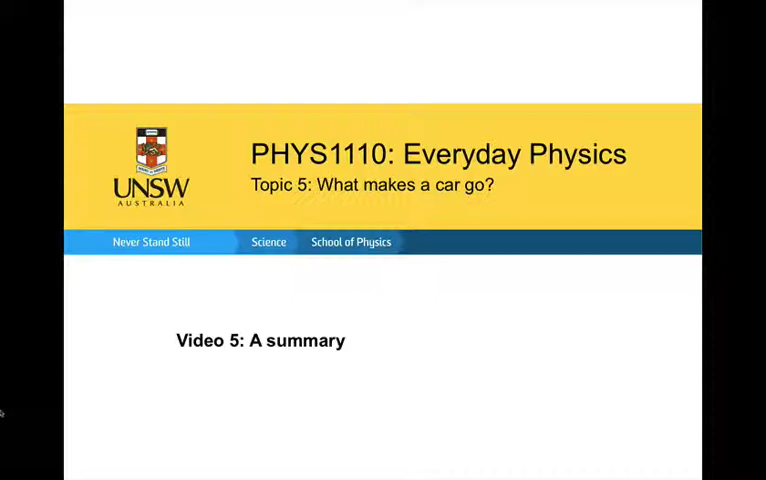 PHYS1110: Everyday Physics
Topic 5: What makes a car go?
UNSW
AUSTRALIA
Never Stand Still
Science
School of Physics
Video 5: A summary